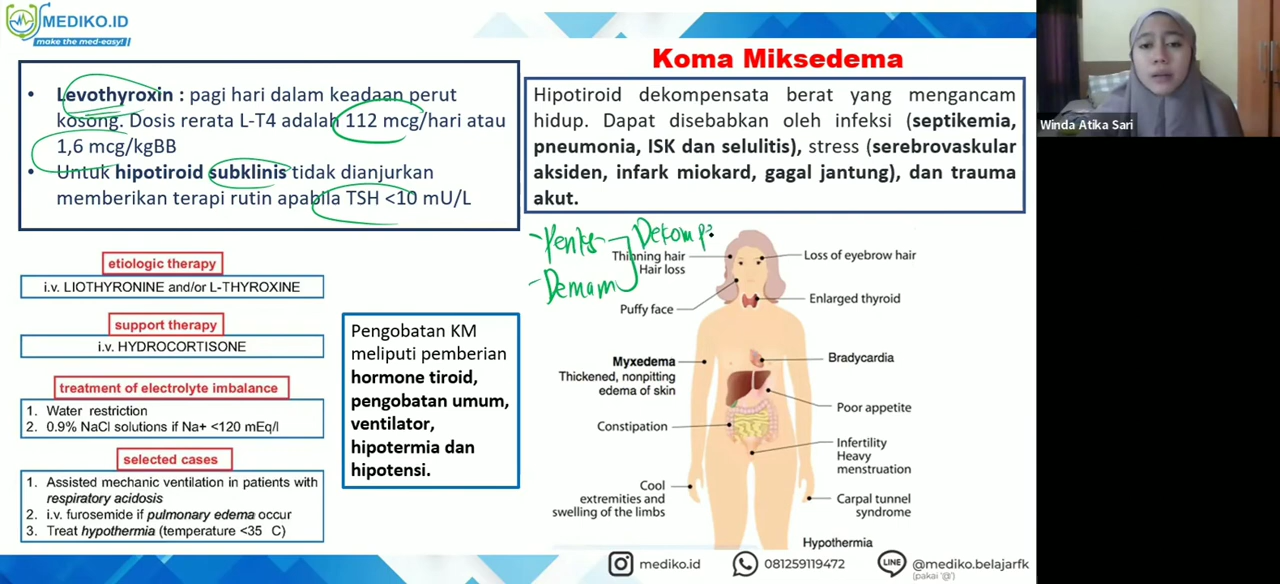 MEDIKO.ID
make the med-easy!
• Levothyroxin : pagi hari dalam keadaan perut
kosong. Dosis rerata L-T4 adalah 112 mcg/hari atau
1,6 mcg/kgBB
• Untuk hipotiroid subklinis tidak dianjurkan
memberikan terapi rutin apabila TSH <10 mU/L
etiologic therapy
i.v. LIOTHYRONINE and/or L-THYROXINE
support therapy
i.v. HYDROCORTISONE
treatment of electrolyte imbalance
1. Water restriction
2. 0.9% NaCl solutions if Na+ <120 mEq/l
selected cases
1. Assisted mechanic ventilation in patients with
respiratory acidosis
2. i.v. furosemide if pulmonary edema occur
3. Treat hypothermia (temperature <35 C)
Pengobatan KM
meliputi pemberian
hormone tiroid,
pengobatan umum,
ventilator,
hipotermia dan
hipotensi.
Koma Miksedema
Hipotiroid dekompensata berat yang mengancam
hidup. Dapat disebabkan oleh infeksi (septikemia,
pneumonia, ISK dan selulitis), stress (serebrovaskular
aksiden, infark miokard, gagal jantung), dan trauma
akut.
- Demam
Thinning hair
Hair loss
Puffy face
Myxedema
Thickened, nonpitting
edema of skin
Constipation
Cool
extremities and
swelling of the limbs
Loss of eyebrow hair
Enlarged thyroid
Bradycardia
Poor appetite
Infertility
Heavy
menstruation
Carpal tunnel
syndrome
Hypothermia
mediko.id
081259119472
LINE
@mediko.belajarfk
(pakai '@')
Winda Atika Sari